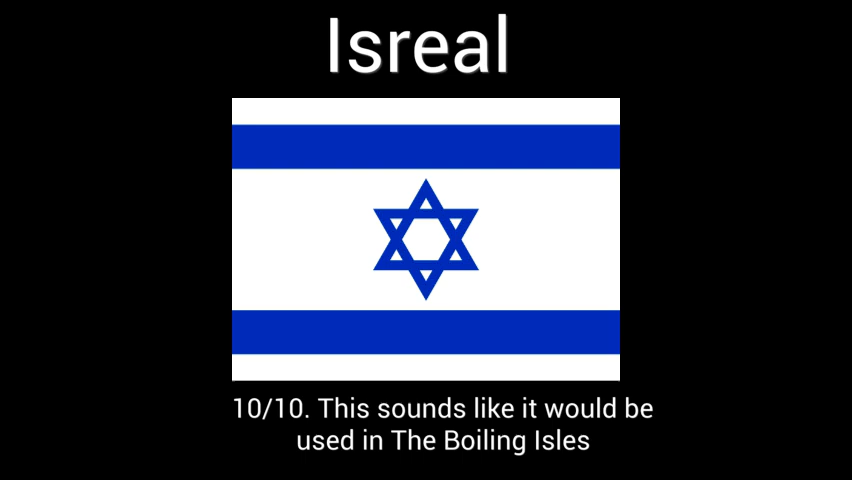 Isreal
10/10. This sounds like it would be
used in The Boiling Isles